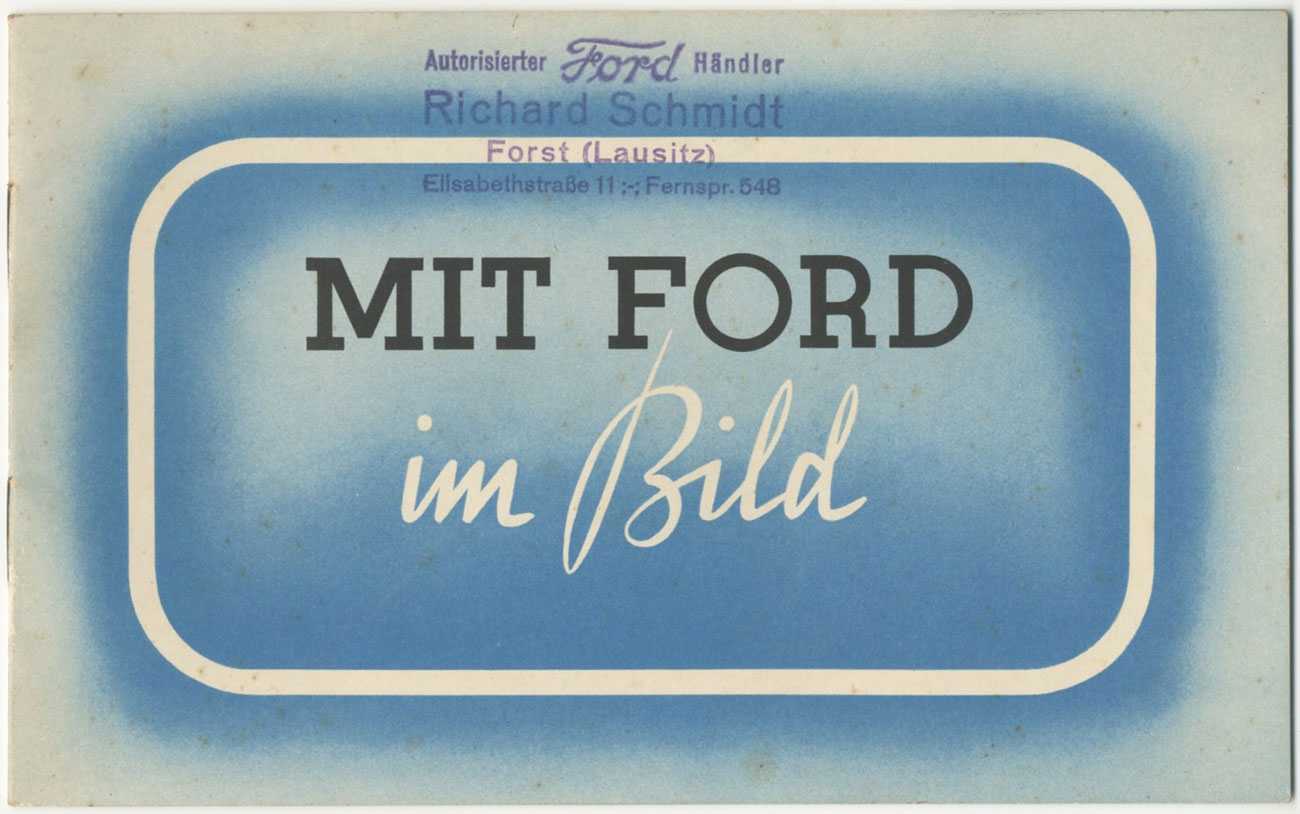 Autorisierter Ford Händler
Richard Schmidt
Forst (Lausitz)
Elisabethstraße 11 :-: Fernspr. 548
MIT FORD
im Bild